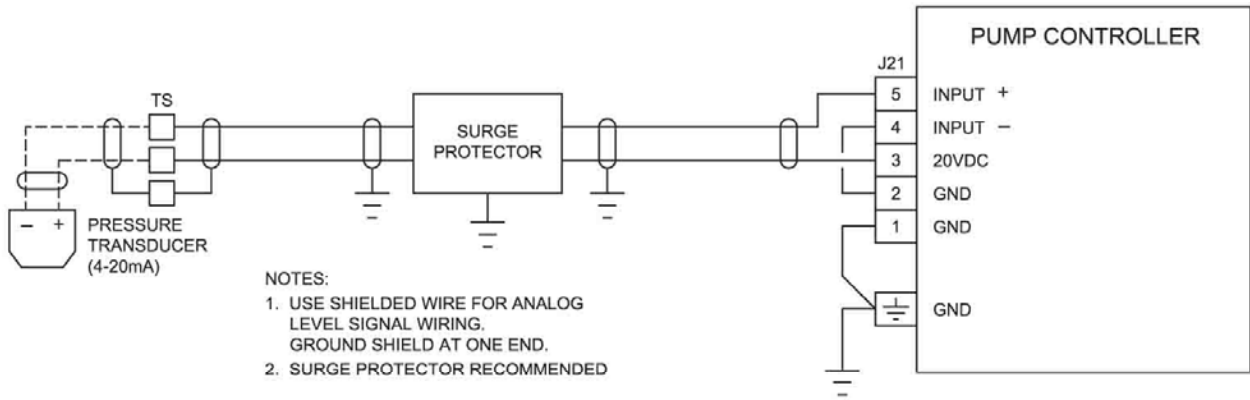 PUMP CONTROLLER
J21
5 INPUT +
4 INPUT −
3 20VDC
2 GND
1 GND
GND
TS
SURGE
PROTECTOR
− +
PRESSURE
TRANSDUCER
(4-20mA)
NOTES:
1. USE SHIELDED WIRE FOR ANALOG
LEVEL SIGNAL WIRING.
GROUND SHIELD AT ONE END.
2. SURGE PROTECTOR RECOMMENDED